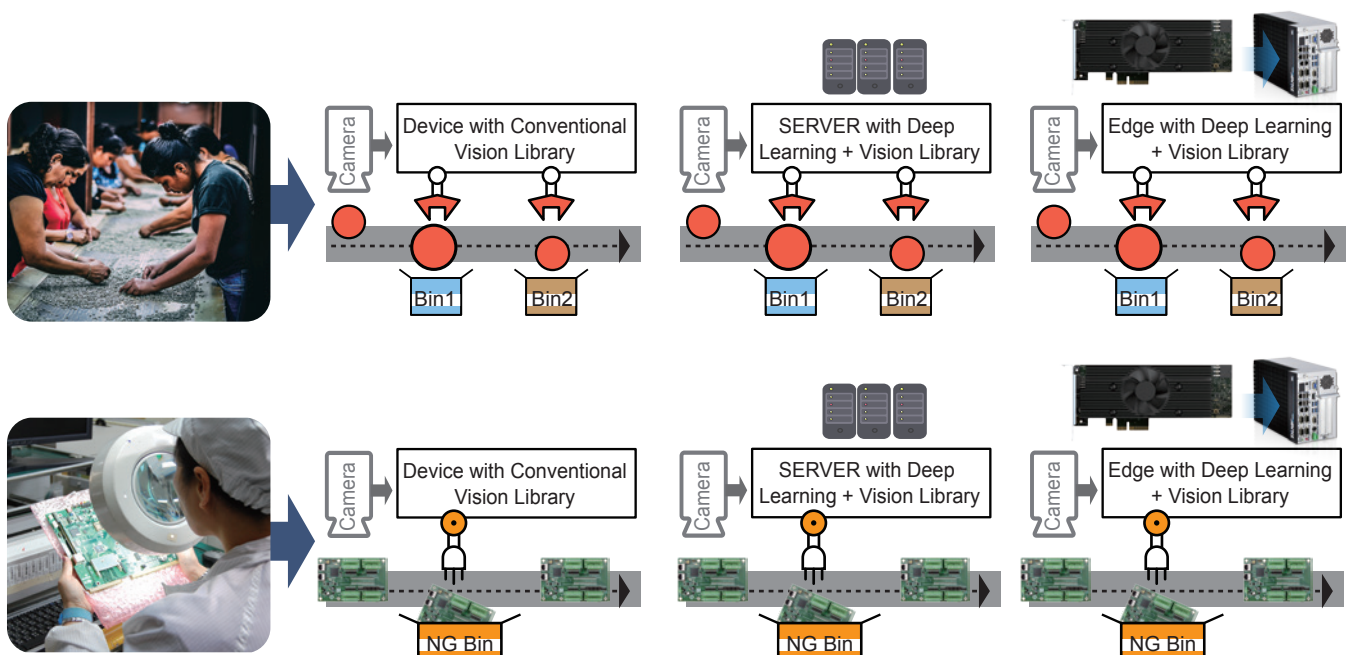 Camera
Device with Conventional
Vision Library
Camera
SERVER with Deep
Learning + Vision Library
Camera
Edge with Deep Learning
+ Vision Library
Bin1
Bin2
Bin1
Bin2
Bin1
Bin2
Camera
Device with Conventional
Vision Library
Camera
SERVER with Deep
Learning + Vision Library
Camera
Edge with Deep Learning
+ Vision Library
NG Bin
NG Bin
NG Bin